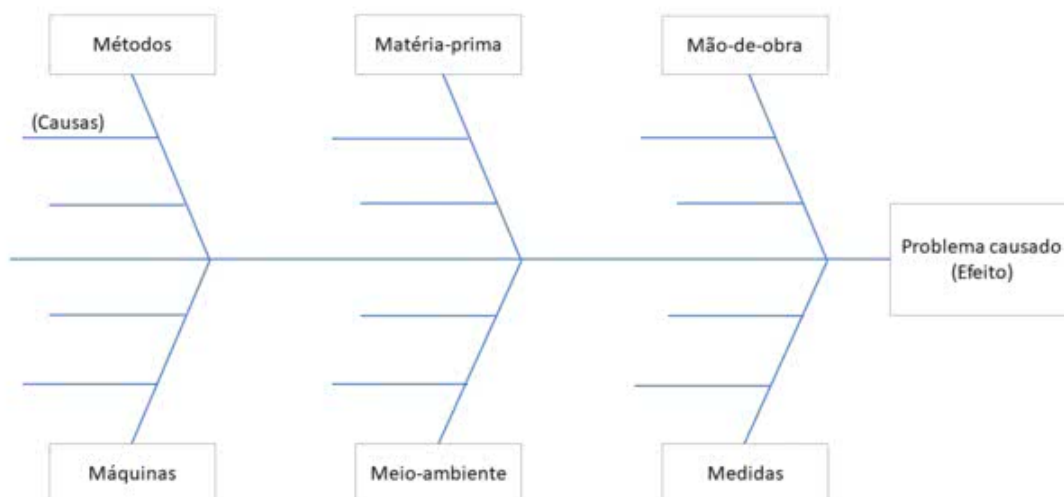 Métodos
Matéria-prima
Mão-de-obra
(Causas)
Problema causado
(Efeito)
Máquinas
Meio-ambiente
Medidas